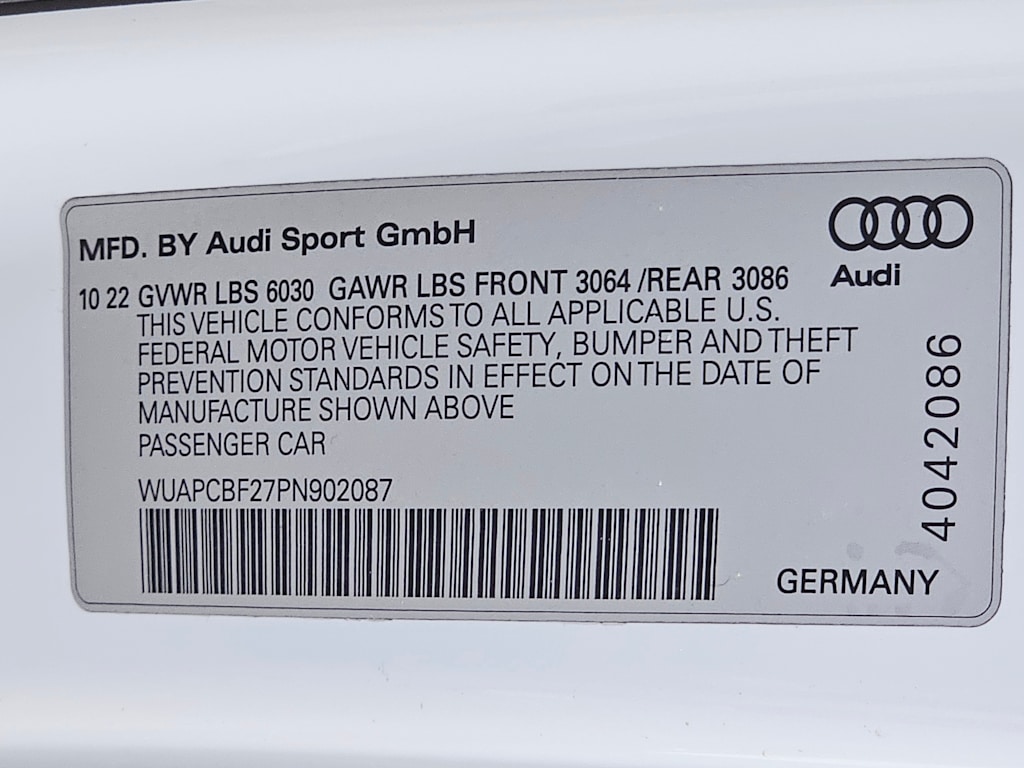 MFD. BY Audi Sport GmbH
Audi
10 22 GVWR LBS 6030 GAWR LBS FRONT 3064 /REAR 3086
THIS VEHICLE CONFORMS TO ALL APPLICABLE U.S.
FEDERAL MOTOR VEHICLE SAFETY, BUMPER AND THEFT
PREVENTION STANDARDS IN EFFECT ON THE DATE OF
MANUFACTURE SHOWN ABOVE
PASSENGER CAR
WUAPCBF27PN902087
4042086
GERMANY